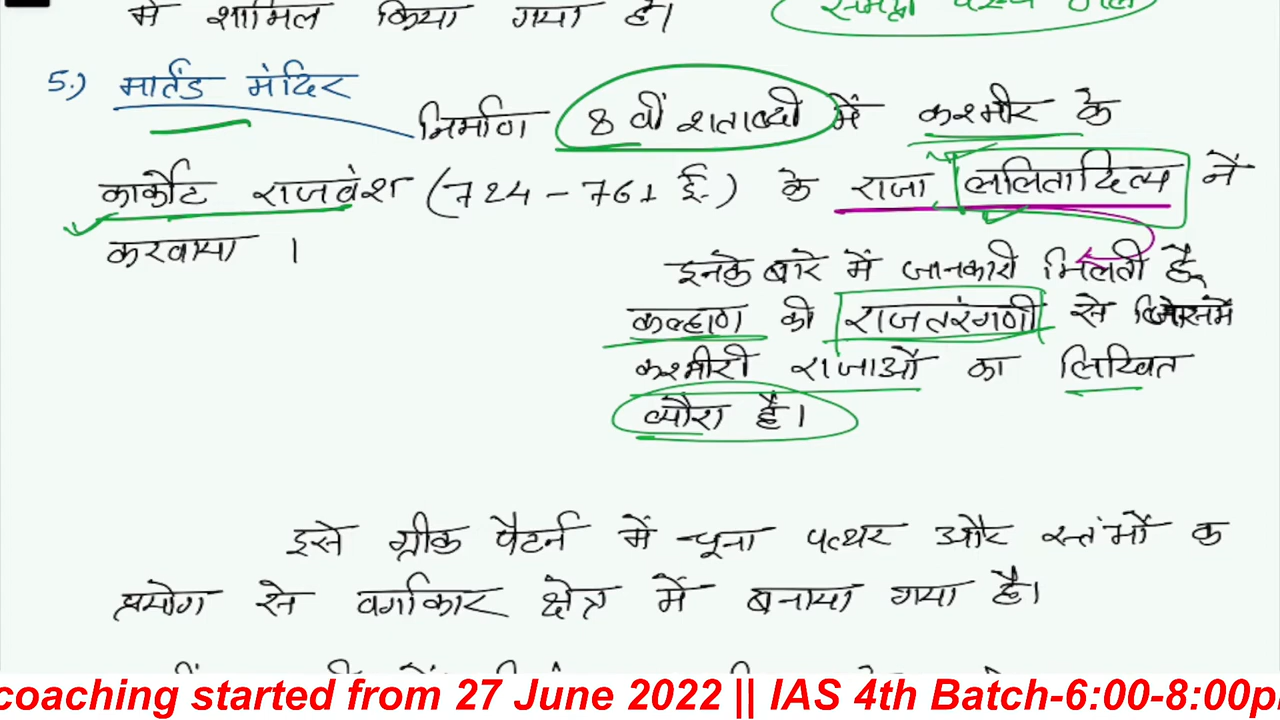 में शामिल किया गया है।
5.) मार्तंड मंदिर
निर्माण 8 वीं शताब्दी में कश्मीर के
कार्कोट राजवंश (724 - 761 ई.) के राजा ललितादित्य ने
करवाया ।
इनके बारे में जानकारी मिलती है
कल्हाण की राजतरंगणी से जिसमें
कश्मीरी राजाओं का लिखित
ब्यौरा है।
इसे ग्रीक पैटर्न में चूना पत्थर और स्तंभों क
प्रयोग से वर्गाकार क्षेत्र में बनाया गया है।
coaching started from 27 June 2022 || IAS 4th Batch-6:00-8:00p